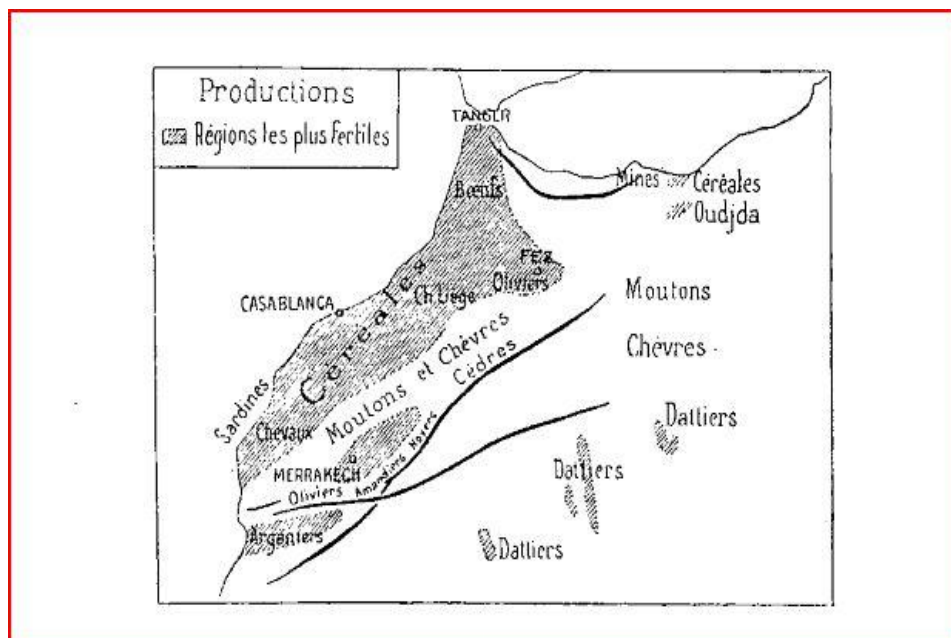 Productions
Régions les plus fertiles
TANGER
Bœufs
Mines
Céréales
Oudjda
FEZ
Oliviers
Ch. Liège
CASABLANCA
Céréales
Moutons
Chèvres
Moutons et Chèvres
Cèdres
Sardines
Chevaux
Dattiers
MERRAKECH
Oliviers Amandiers Noyers
Dattiers
Arganiers
Dattiers